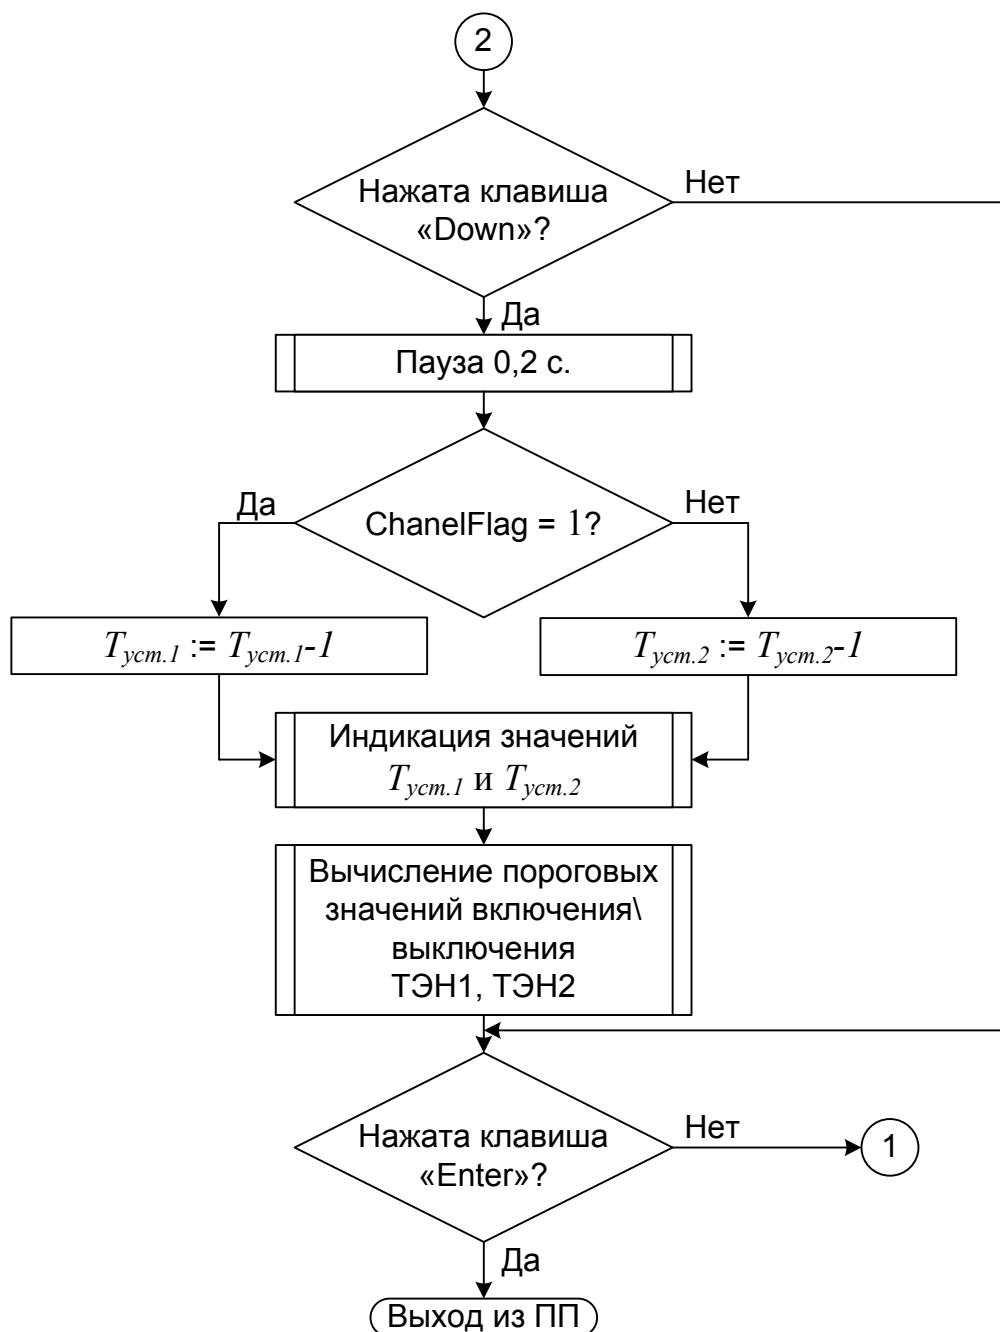 2
Нажата клавиша
«Down»?
Нет
Да
Пауза 0,2 с.
Да
ChanelFlag = 1?
Нет
Tуст.1 := Tуст.1-1
Tуст.2 := Tуст.2-1
Индикация значений
Tуст.1 и Tуст.2
Вычисление пороговых
значений включения\
выключения
ТЭН1, ТЭН2
Нажата клавиша
«Enter»?
Нет
1
Да
Выход из ПП